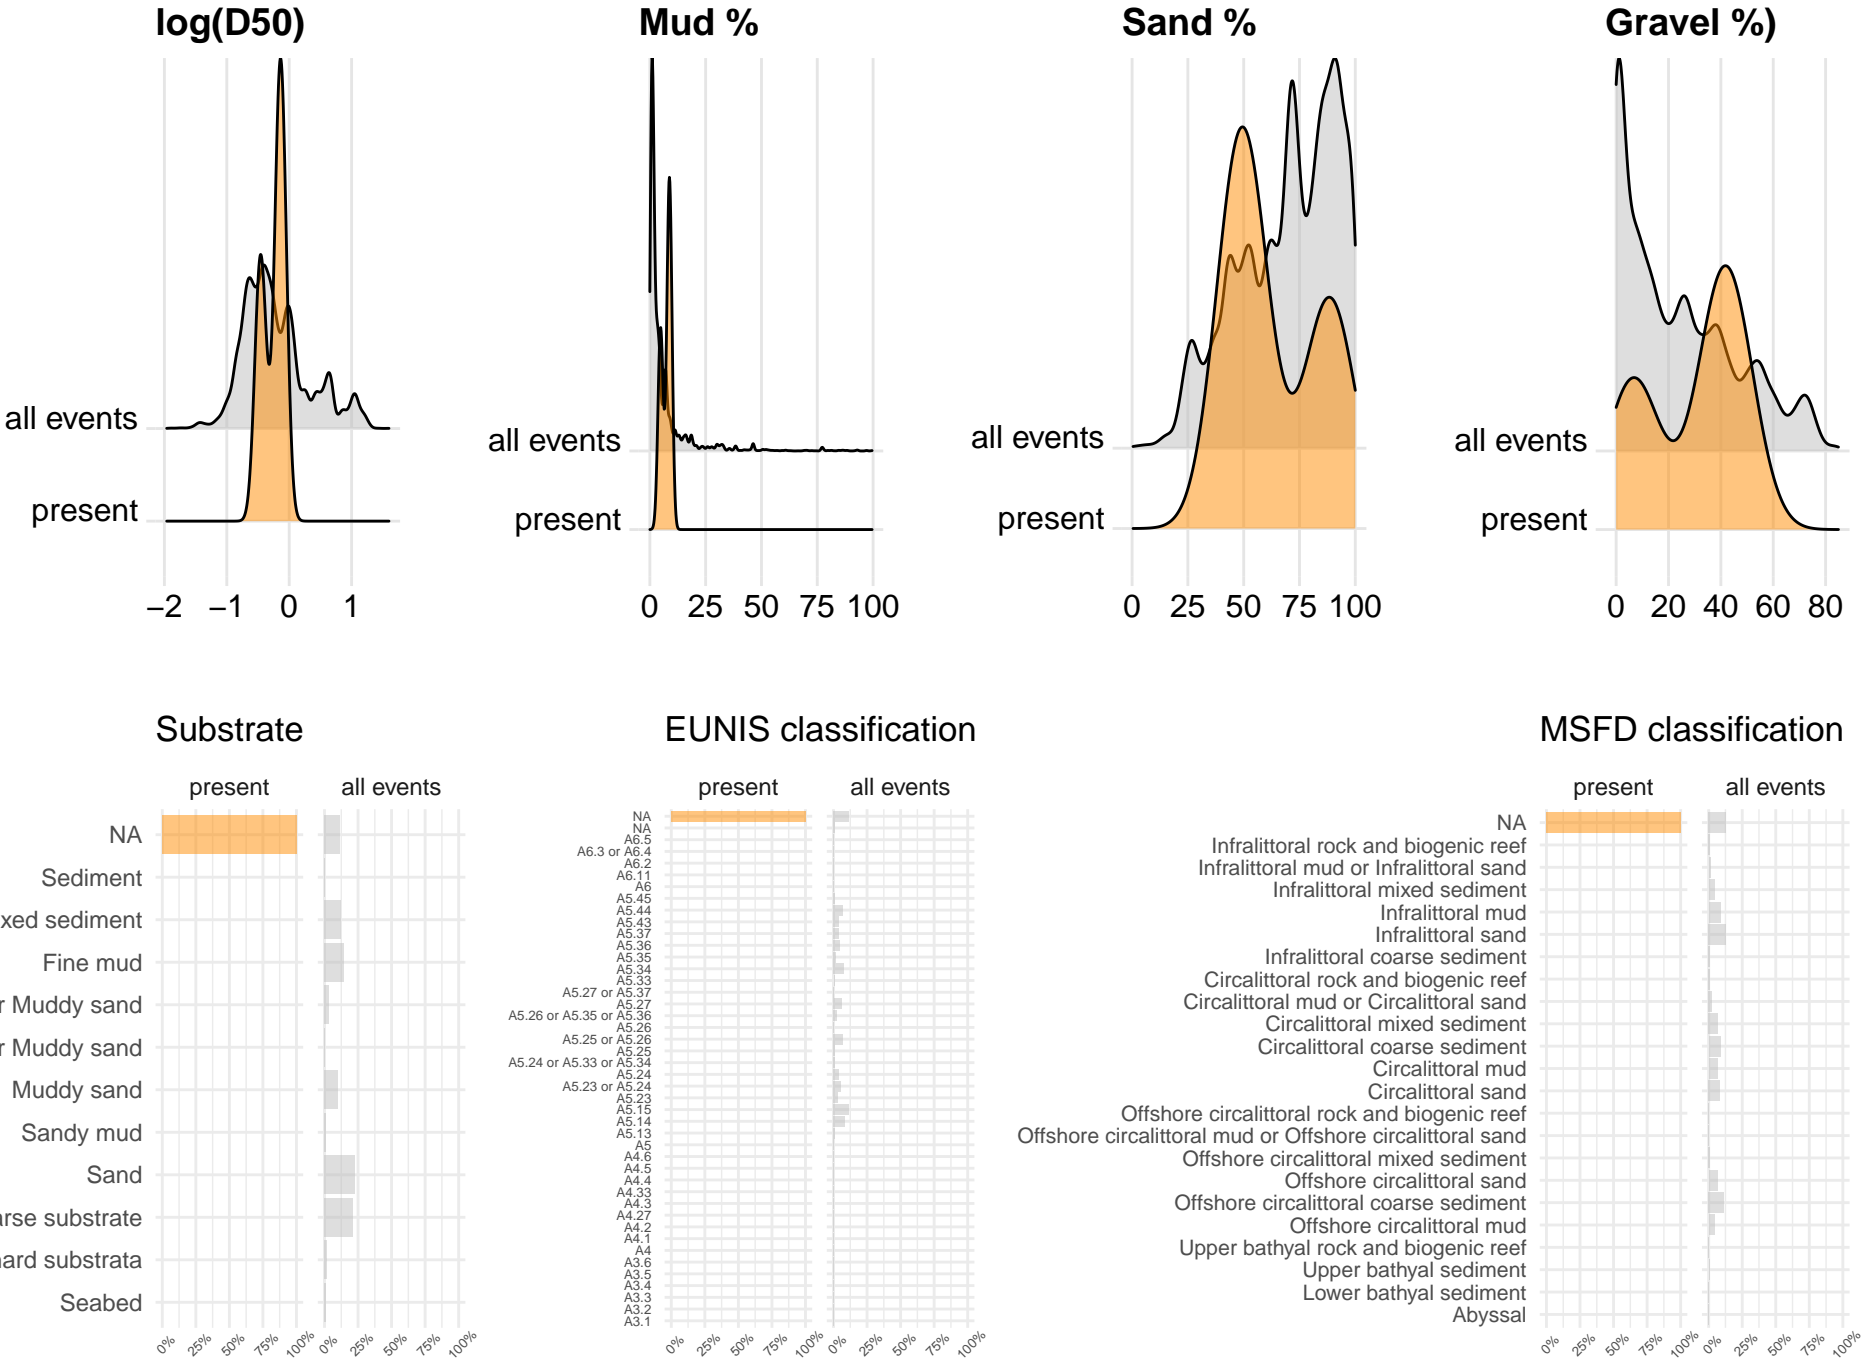 log(D50)
Mud %
Sand %
Gravel %)
all events
present
−2 −1 0 1
all events
present
0 25 50 75 100
all events
present
0 25 50 75 100
all events
present
0 20 40 60 80
Substrate
present all events
NA
Sediment
xed sediment
Fine mud
r Muddy sand
r Muddy sand
Muddy sand
Sandy mud
Sand
arse substrate
hard substrata
Seabed
0% 25% 50% 75% 100% 0% 25% 50% 75% 100%
EUNIS classification
present all events
NA
NA
A6.5
A6.3 or A6.4
A6.2
A6.11
A6
A5.45
A5.44
A5.43
A5.37
A5.36
A5.35
A5.34
A5.33
A5.27 or A5.37
A5.27
A5.26 or A5.35 or A5.36
A5.26
A5.25 or A5.26
A5.25
A5.24 or A5.33 or A5.34
A5.24
A5.23 or A5.24
A5.23
A5.15
A5.14
A5.13
A5
A4.6
A4.5
A4.4
A4.33
A4.3
A4.27
A4.2
A4.1
A4
A3.6
A3.5
A3.4
A3.3
A3.2
A3.1
0% 25% 50% 75% 100% 0% 25% 50% 75% 100%
MSFD classification
present all events
NA
Infralittoral rock and biogenic reef
Infralittoral mud or Infralittoral sand
Infralittoral mixed sediment
Infralittoral mud
Infralittoral sand
Infralittoral coarse sediment
Circalittoral rock and biogenic reef
Circalittoral mud or Circalittoral sand
Circalittoral mixed sediment
Circalittoral coarse sediment
Circalittoral mud
Circalittoral sand
Offshore circalittoral rock and biogenic reef
Offshore circalittoral mud or Offshore circalittoral sand
Offshore circalittoral mixed sediment
Offshore circalittoral sand
Offshore circalittoral coarse sediment
Offshore circalittoral mud
Upper bathyal rock and biogenic reef
Upper bathyal sediment
Lower bathyal sediment
Abyssal
0% 25% 50% 75% 100% 0% 25% 50% 75% 100%